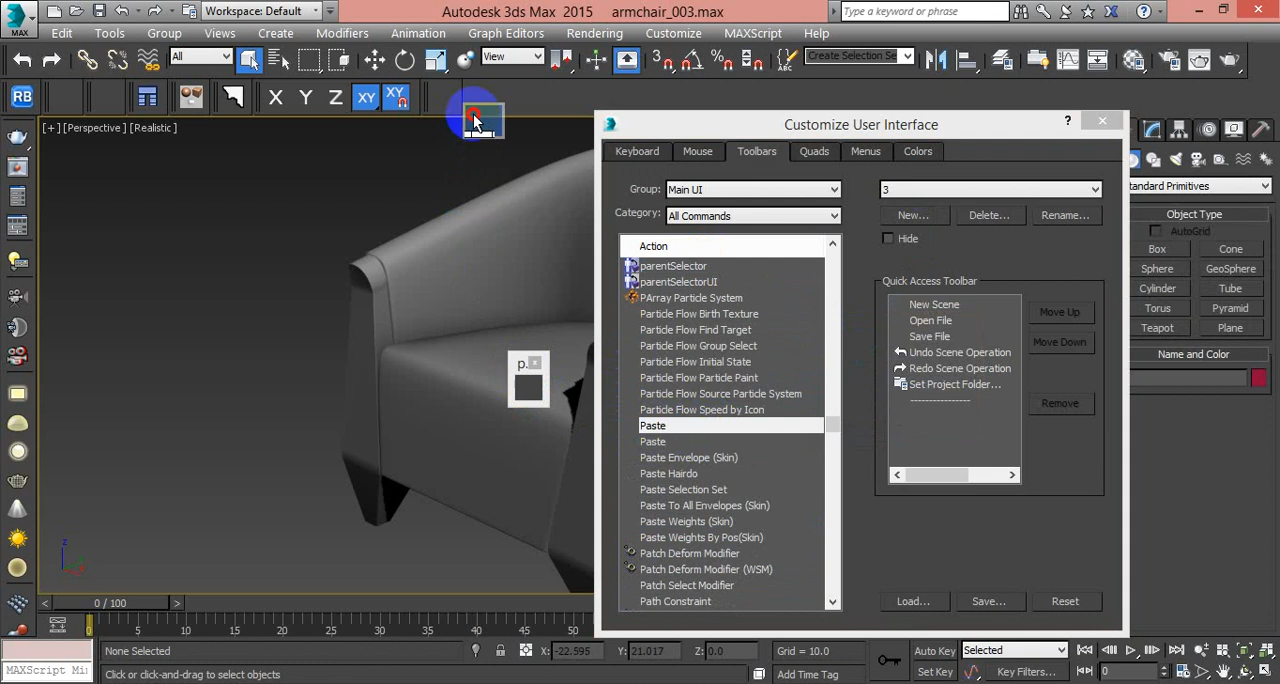 MAX
Workspace: Default
Autodesk 3ds Max 2015 armchair_003.max
Type a keyword or phrase
Edit Tools Group Views Create Modifiers Animation Graph Editors Rendering Customize MAXScript Help
All
View
3
%
Create Selection Se
RB
X Y Z XY XY
[+] [Perspective ] [Realistic ]
Customize User Interface
?
Keyboard Mouse Toolbars Quads Menus Colors
Group: Main UI
Category: All Commands
Action
parentSelector
parentSelectorUI
PArray Particle System
Particle Flow Birth Texture
Particle Flow Find Target
Particle Flow Group Select
Particle Flow Initial State
Particle Flow Particle Paint
Particle Flow Source Particle System
Particle Flow Speed by Icon
Paste
Paste
Paste Envelope (Skin)
Paste Hairdo
Paste Selection Set
Paste To All Envelopes (Skin)
Paste Weights (Skin)
Paste Weights By Pos(Skin)
Patch Deform Modifier
Patch Deform Modifier (WSM)
Patch Select Modifier
Path Constraint
3
New... Delete... Rename...
Hide
Quick Access Toolbar
New Scene
Open File
Save File
Undo Scene Operation
Redo Scene Operation
Set Project Folder...
----------------
Move Up
Move Down
Remove
Load... Save... Reset
p.
tandard Primitives
Object Type
AutoGrid
Box Cone
Sphere GeoSphere
Cylinder Tube
Torus Pyramid
Teapot Plane
Name and Color
z
0 / 100
0 5 10 15 20 25 30 35 40 45 50
None Selected
X: -22.595 Y: 21.017 Z: 0.0 Grid = 10.0
Auto Key Selected
MAXScript Mi
Click or click-and-drag to select objects
Add Time Tag
Set Key Key Filters... 0